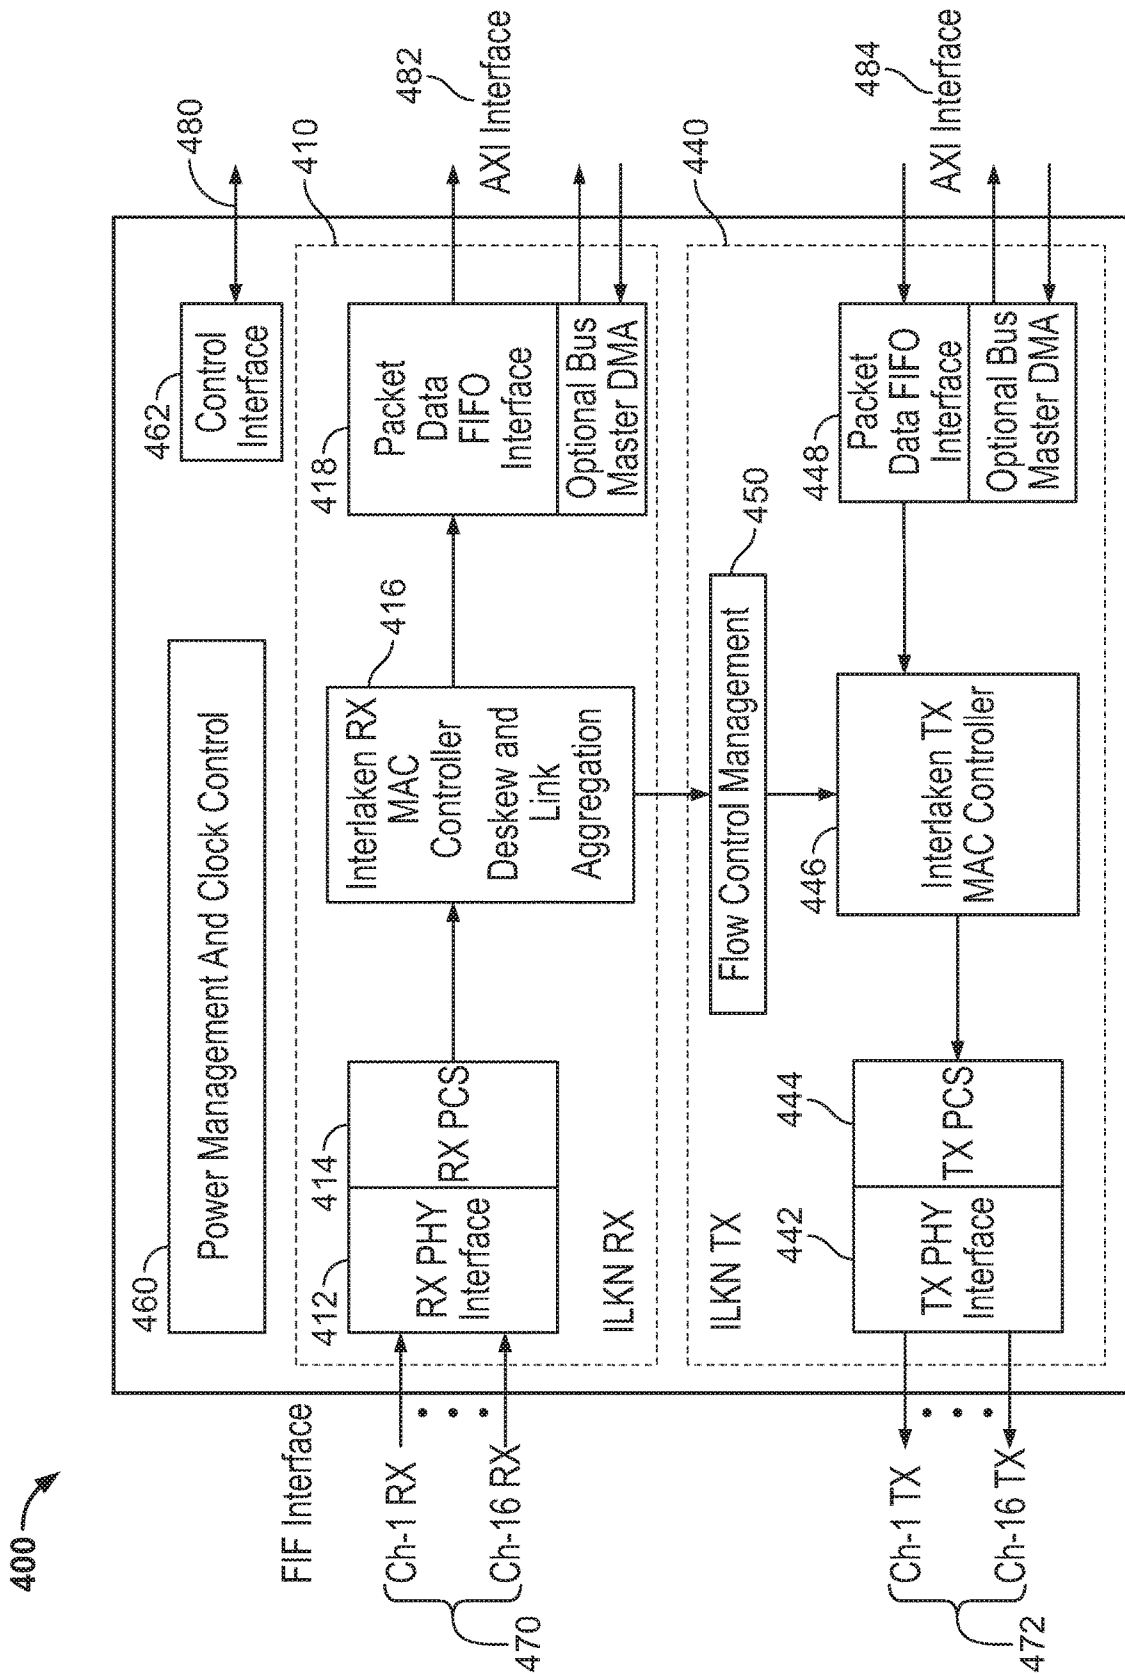 400
FIF Interface
Ch-1 RX
Ch-16 RX
470
Ch-1 TX
Ch-16 TX
472
460
Power Management And Clock Control
462
Control
Interface
480
410
412
RX PHY
Interface
414
RX PCS
ILKN RX
416
Interlaken RX
MAC
Controller
Deskew and
Link
Aggregation
418
Packet
Data
FIFO
Interface
Optional Bus
Master DMA
482
AXI Interface
440
ILKN TX
442
TX PHY
Interface
444
TX PCS
450
Flow Control Management
446
Interlaken TX
MAC Controller
448
Packet
Data FIFO
Interface
Optional Bus
Master DMA
484
AXI Interface